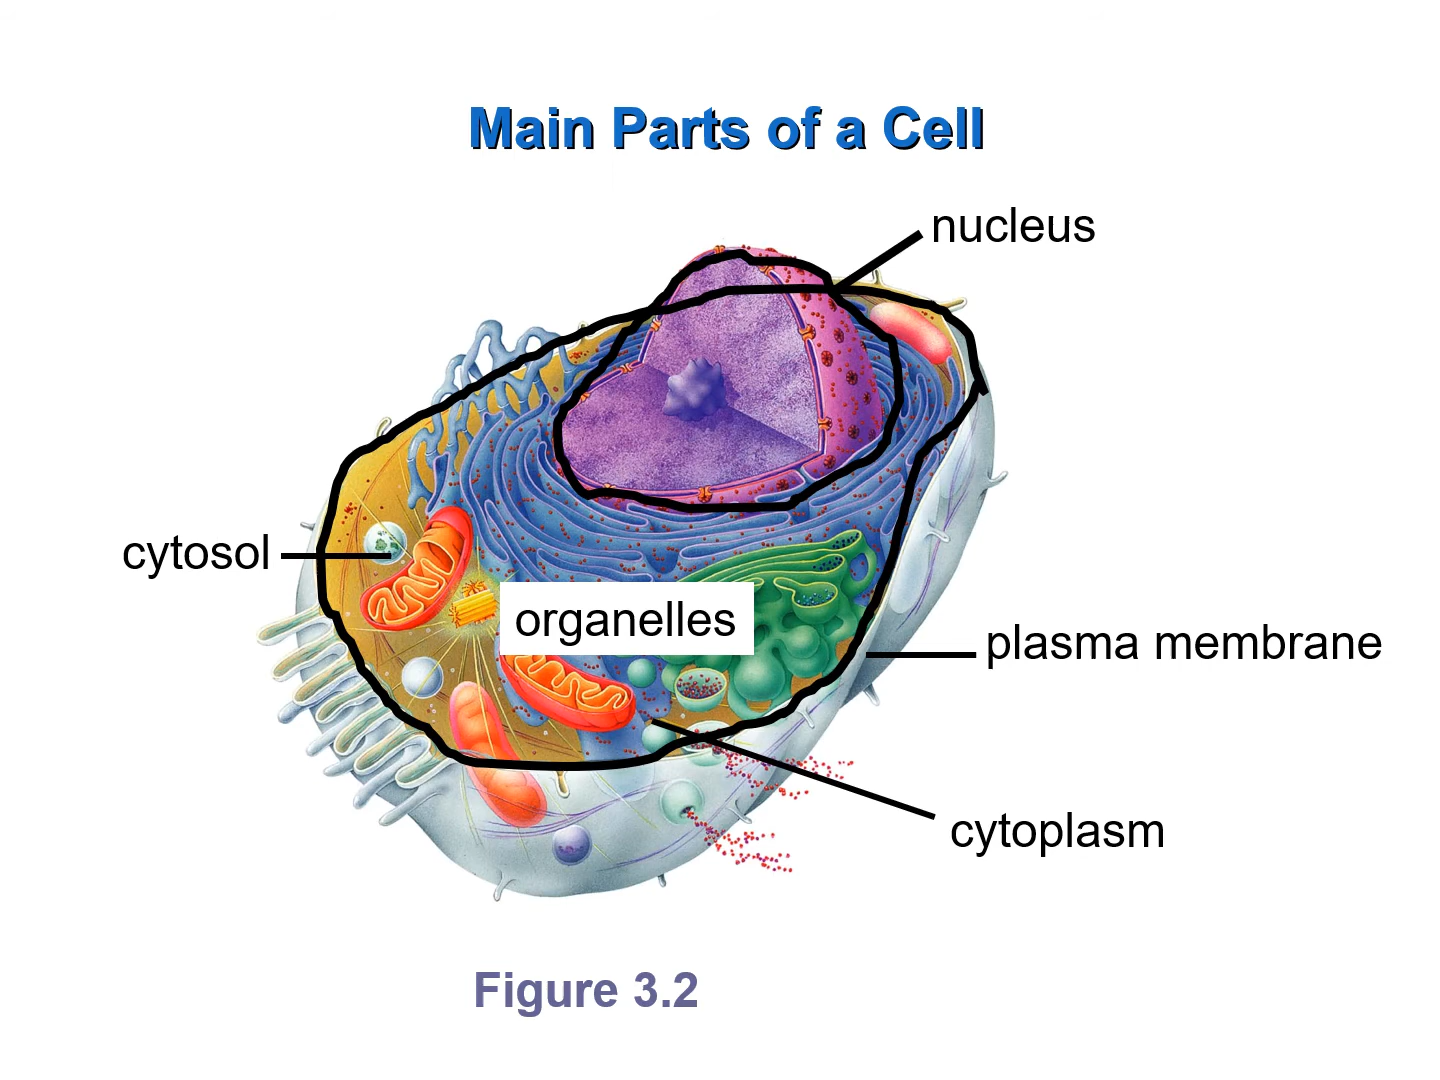 Main Parts of a Cell
nucleus
cytosol
organelles
plasma membrane
cytoplasm
Figure 3.2